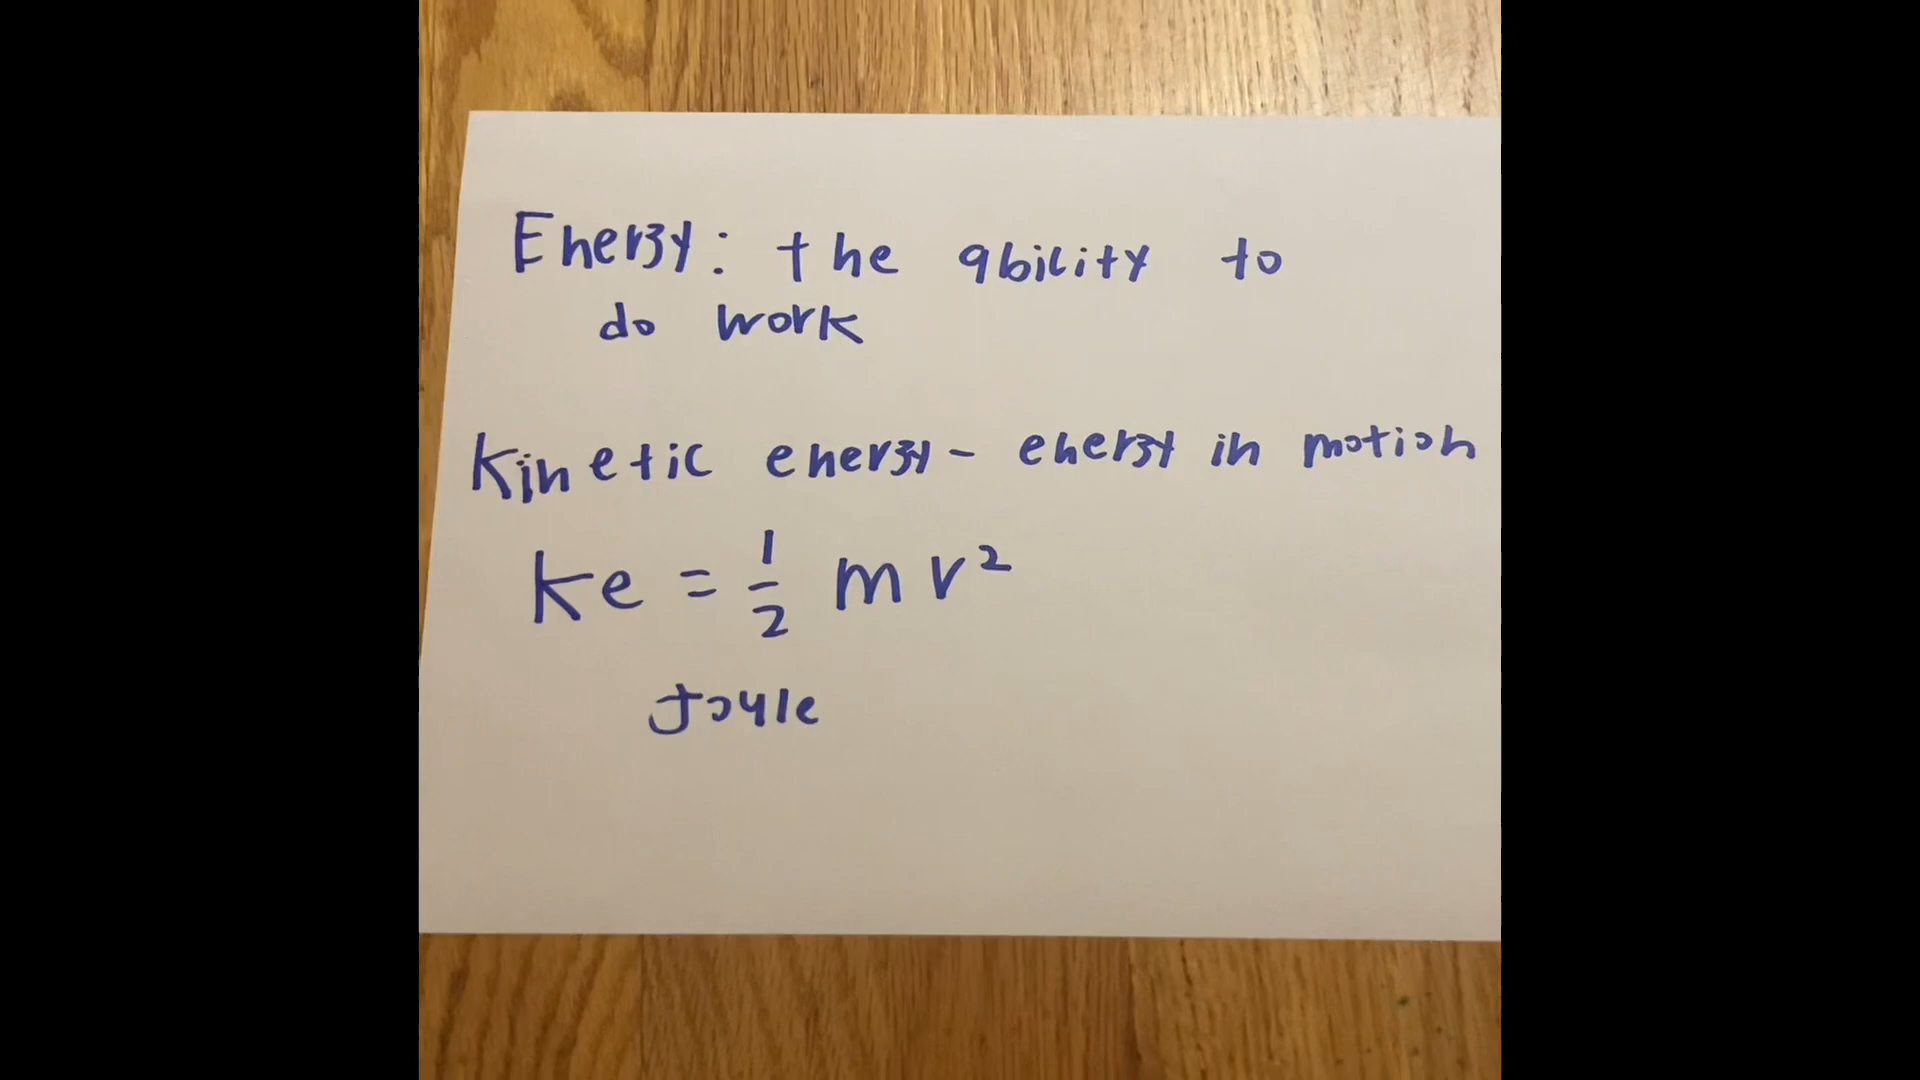 Energy: the ability to
do work
Kinetic energy - energy in motion
Ke = 1/2 m v²
Joule